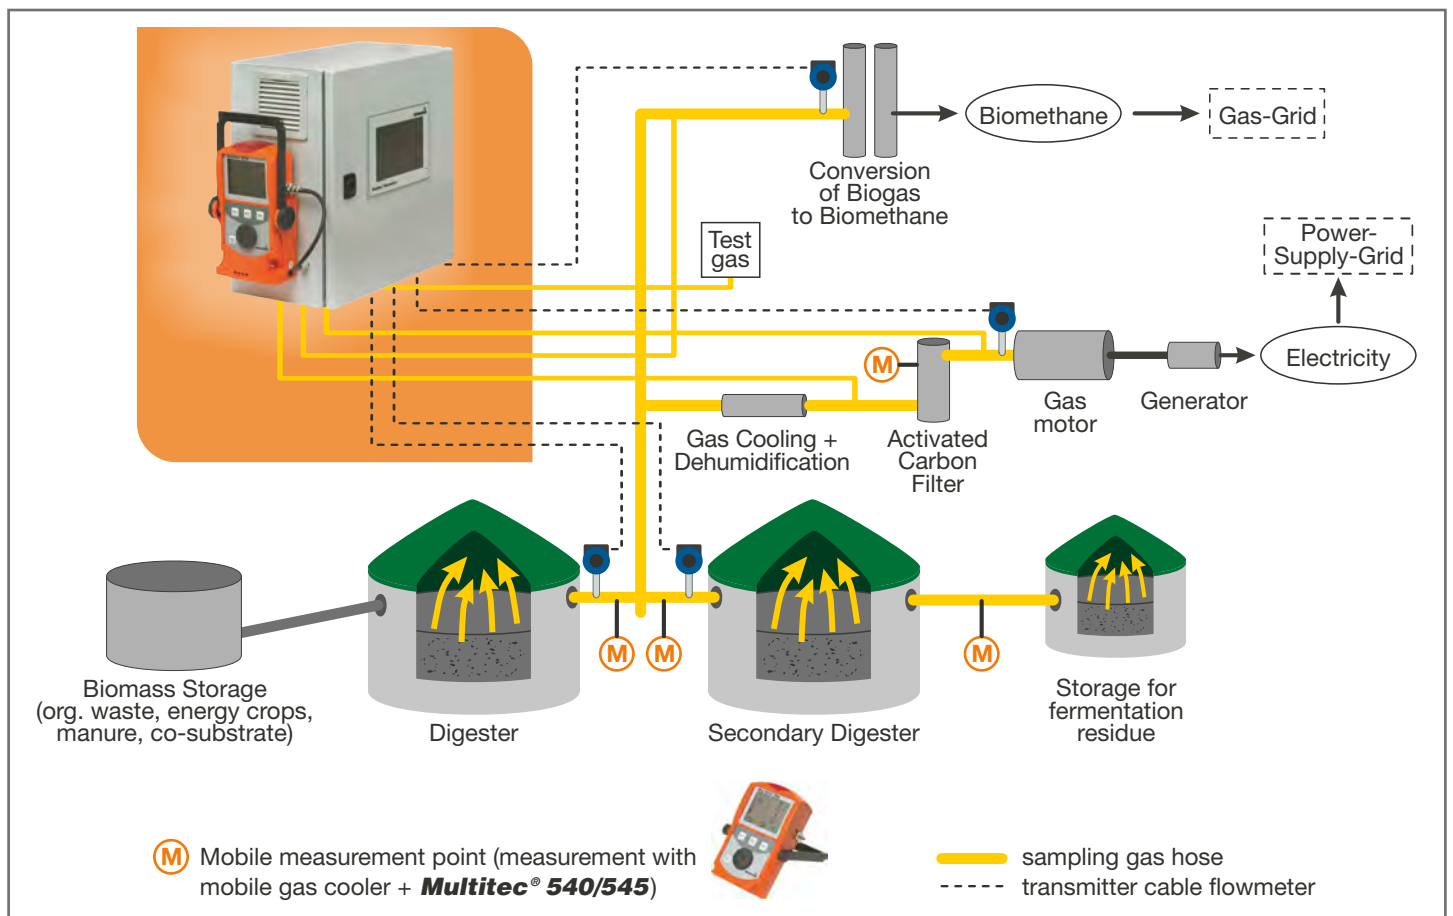 Conversion
of Biogas
to Biomethane
Biomethane
Gas-Grid
Test
gas
Power-
Supply-Grid
M
Electricity
Gas
motor
Generator
Gas Cooling +
Dehumidification
Activated
Carbon
Filter
M
M
M
Biomass Storage
(org. waste, energy crops,
manure, co-substrate)
Digester
Secondary Digester
Storage for
fermentation
residue
M Mobile measurement point (measurement with
mobile gas cooler + Multitec® 540/545)
sampling gas hose
transmitter cable flowmeter